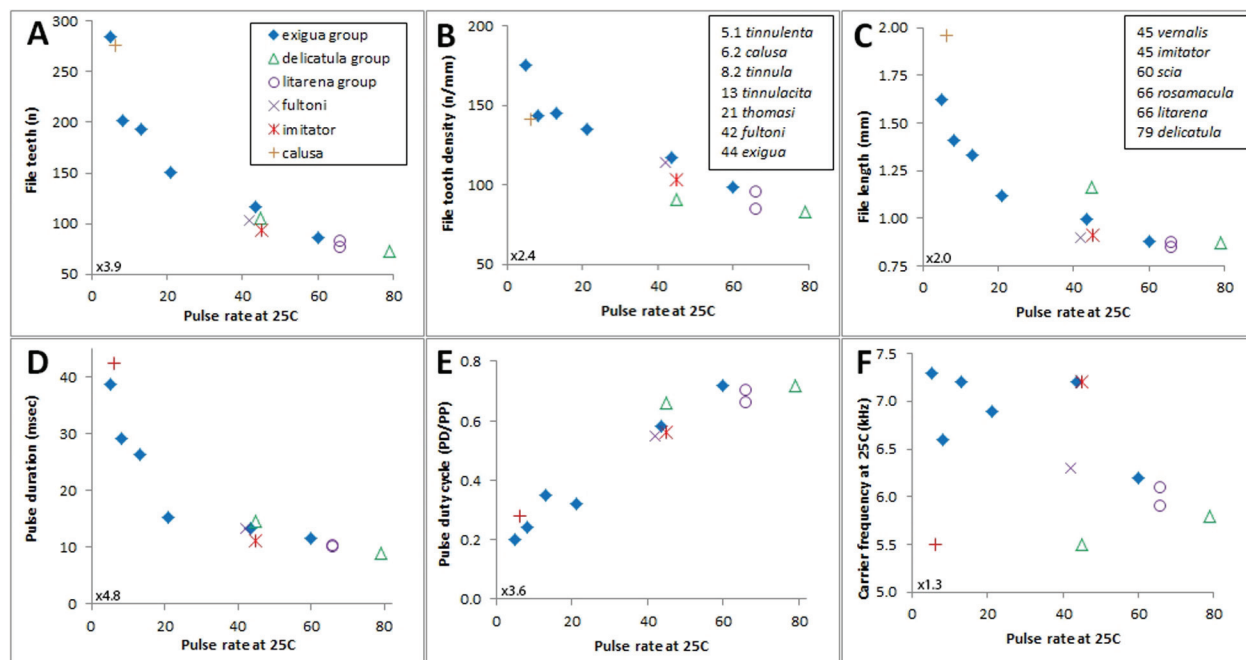 A
File teeth (n)
300
250
200
150
100
50
0
20
40
60
80
x3.9
Pulse rate at 25C
exigua group
delicatula group
litarena group
fultoni
imitator
calusa
B
File tooth density (n/mm)
200
150
100
50
0
20
40
60
80
x2.4
Pulse rate at 25C
5.1 tinnulenta
6.2 calusa
8.2 tinnula
13 tinnulacita
21 thomasi
42 fultoni
44 exigua
C
File length (mm)
2.00
1.75
1.50
1.25
1.00
0.75
0
20
40
60
80
x2.0
Pulse rate at 25C
45 vernalis
45 imitator
60 scia
66 rosamacula
66 litarena
79 delicatula
D
Pulse duration (msec)
40
30
20
10
0
0
20
40
60
80
x4.8
Pulse rate at 25C
E
Pulse duty cycle (PD/PP)
0.8
0.6
0.4
0.2
0.0
0
20
40
60
80
x3.6
Pulse rate at 25C
F
Carrier frequency at 25C (kHz)
7.5
7.0
6.5
6.0
5.5
5.0
0
20
40
60
80
x1.3
Pulse rate at 25C